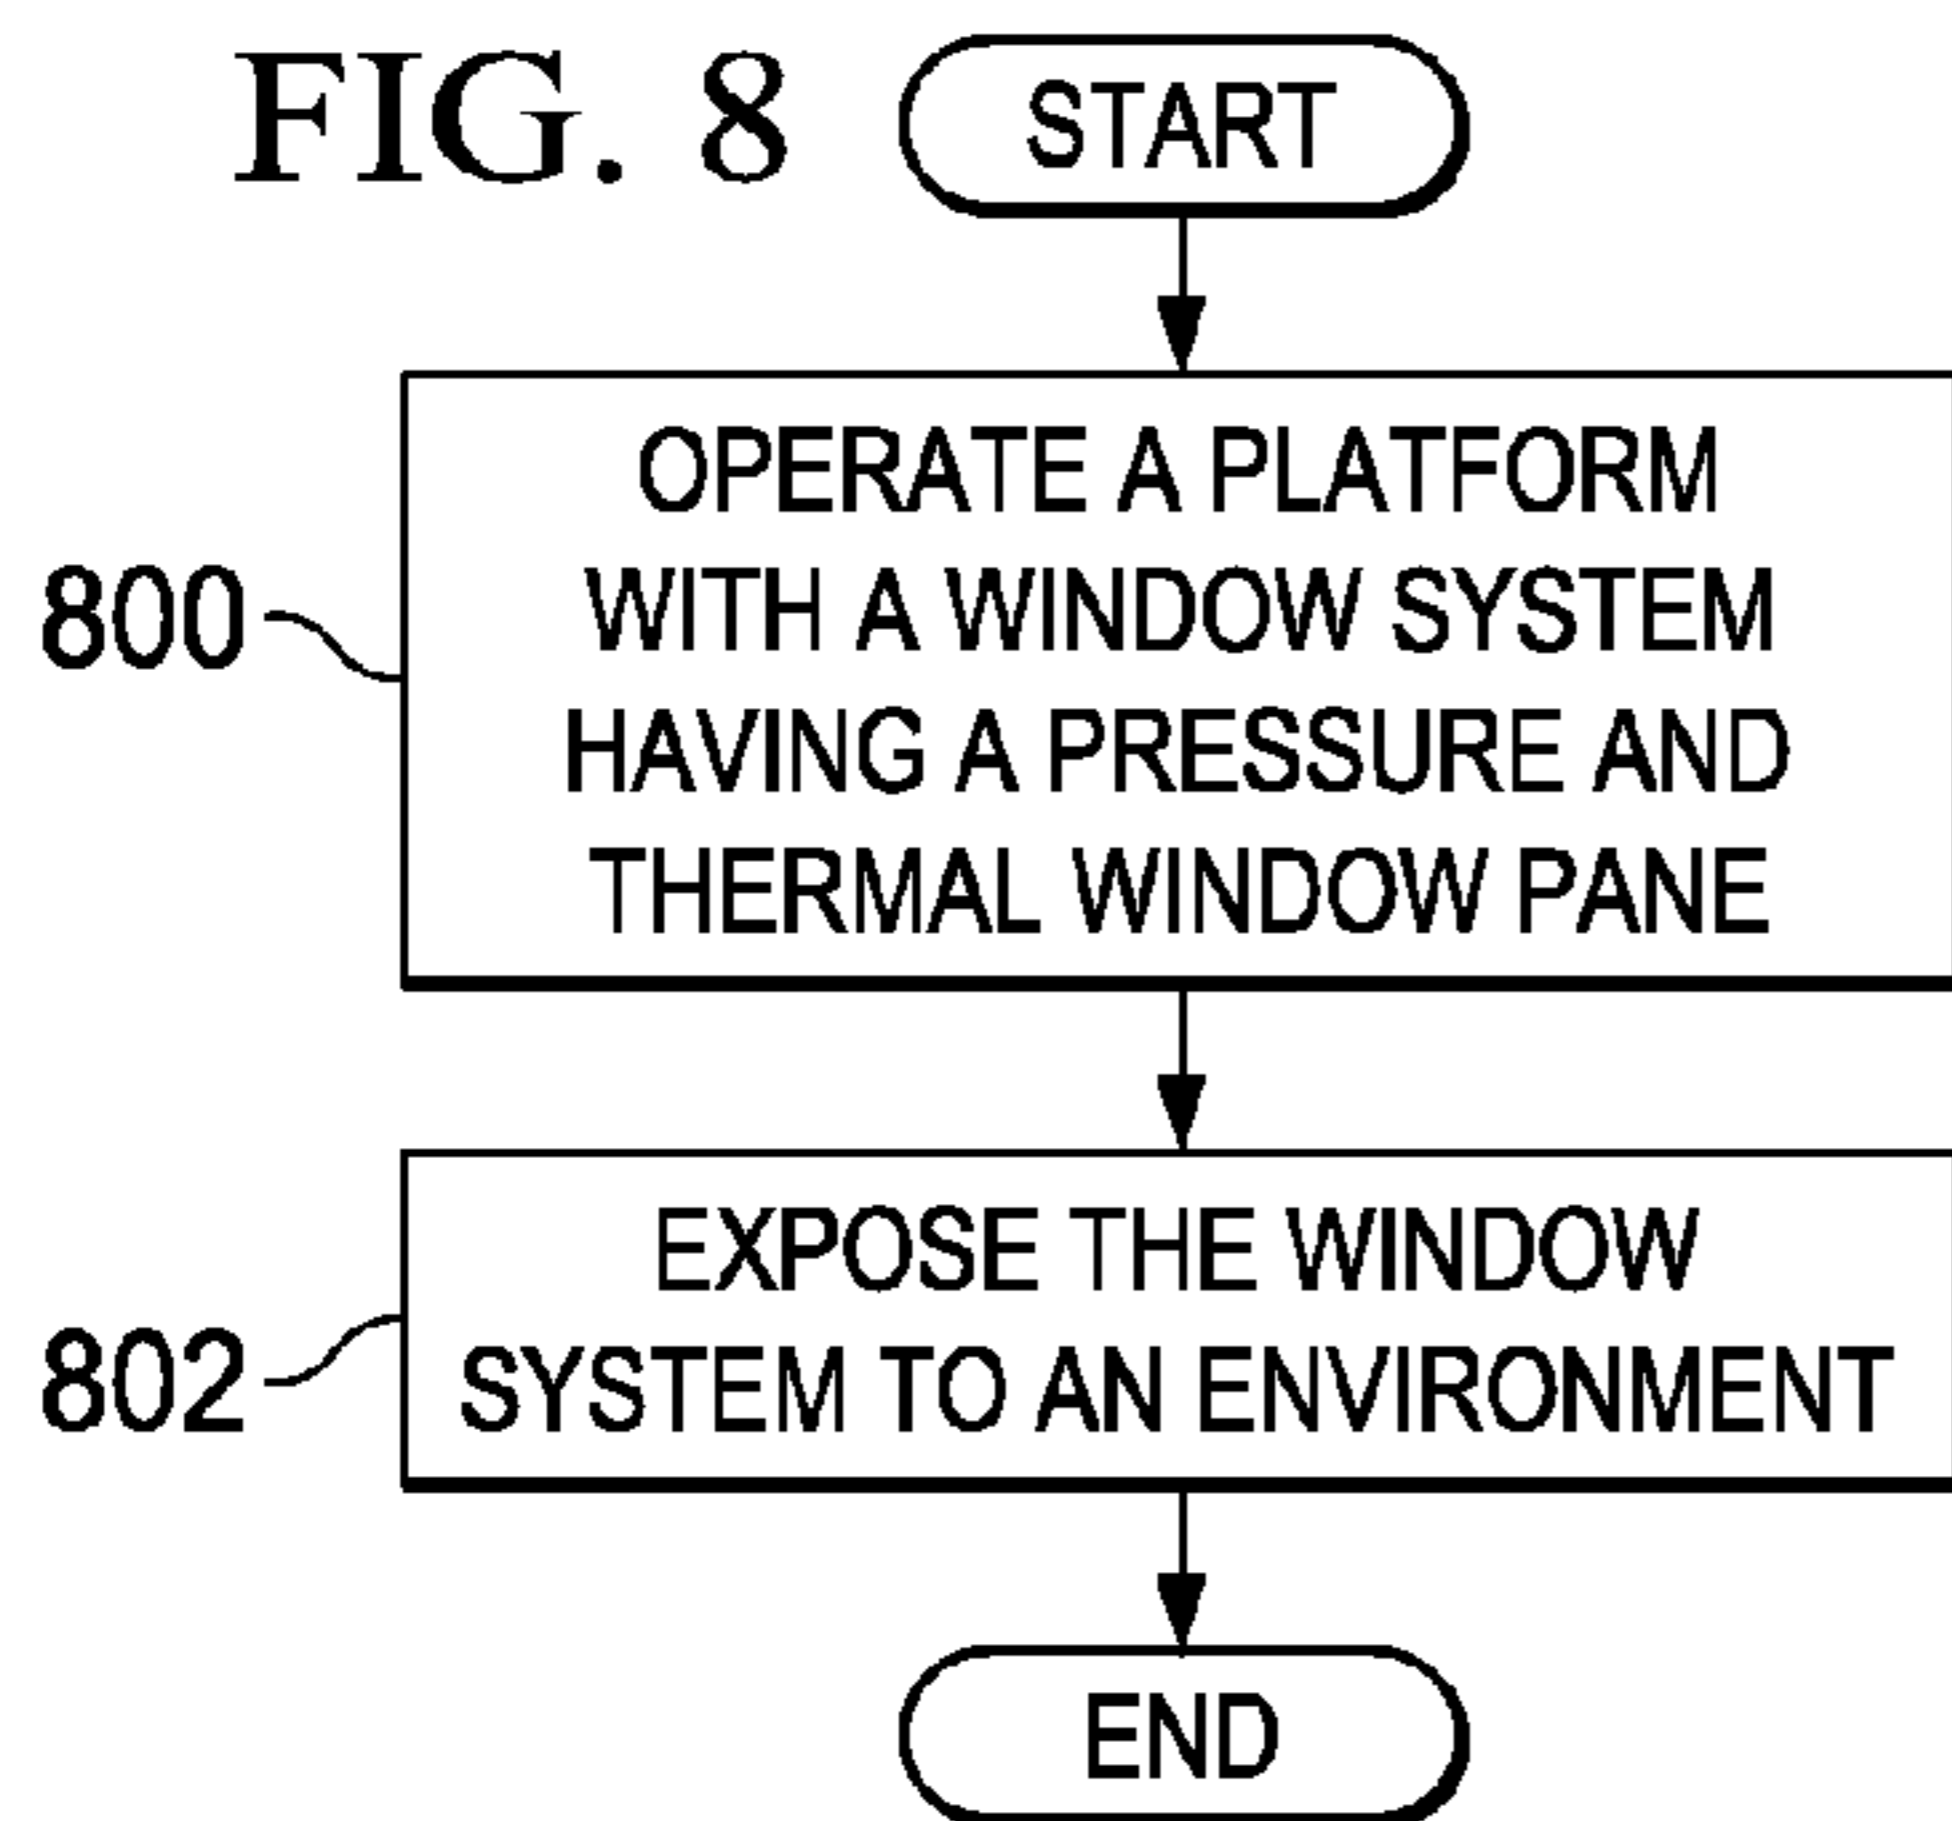 FIG. 8
START
OPERATE A PLATFORM
WITH A WINDOW SYSTEM
HAVING A PRESSURE AND
THERMAL WINDOW PANE
800
EXPOSE THE WINDOW
SYSTEM TO AN ENVIRONMENT
802
END